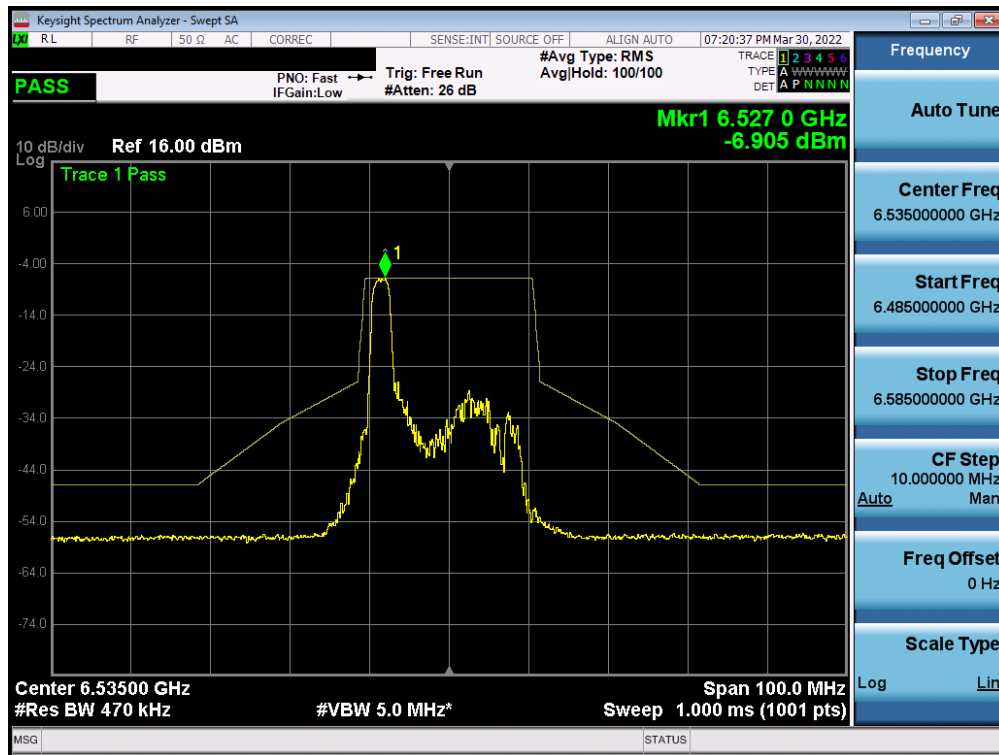 Keysight Spectrum Analyzer - Swept SA
LXI RL RF 50 Ω AC CORREC SENSE:INT SOURCE OFF ALIGN AUTO 07:20:37 PM Mar 30, 2022
PASS
PNO: Fast
IFGain:Low
Trig: Free Run
#Atten: 26 dB
#Avg Type: RMS
Avg|Hold: 100/100
TRACE 1 2 3 4 5 6
TYPE A WWWWW
DET A P N N N N
Mkr1 6.527 0 GHz
-6.905 dBm
10 dB/div
Log
Ref 16.00 dBm
Trace 1 Pass
1
6.00
-4.00
-14.0
-24.0
-34.0
-44.0
-54.0
-64.0
-74.0
Center 6.53500 GHz Span 100.0 MHz
#Res BW 470 kHz #VBW 5.0 MHz* Sweep 1.000 ms (1001 pts)
MSG STATUS
Frequency
Auto Tune
Center Freq
6.535000000 GHz
Start Freq
6.485000000 GHz
Stop Freq
6.585000000 GHz
CF Step
10.000000 MHz
Auto Man
Freq Offset
0 Hz
Scale Type
Log Lin